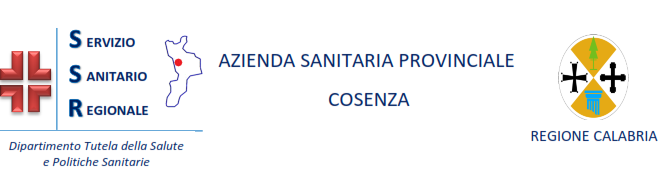 SERVIZIO
SANITARIO
REGIONALE
Dipartimento Tutela della Salute
e Politiche Sanitarie
AZIENDA SANITARIA PROVINCIALE
COSENZA
REGIONE CALABRIA